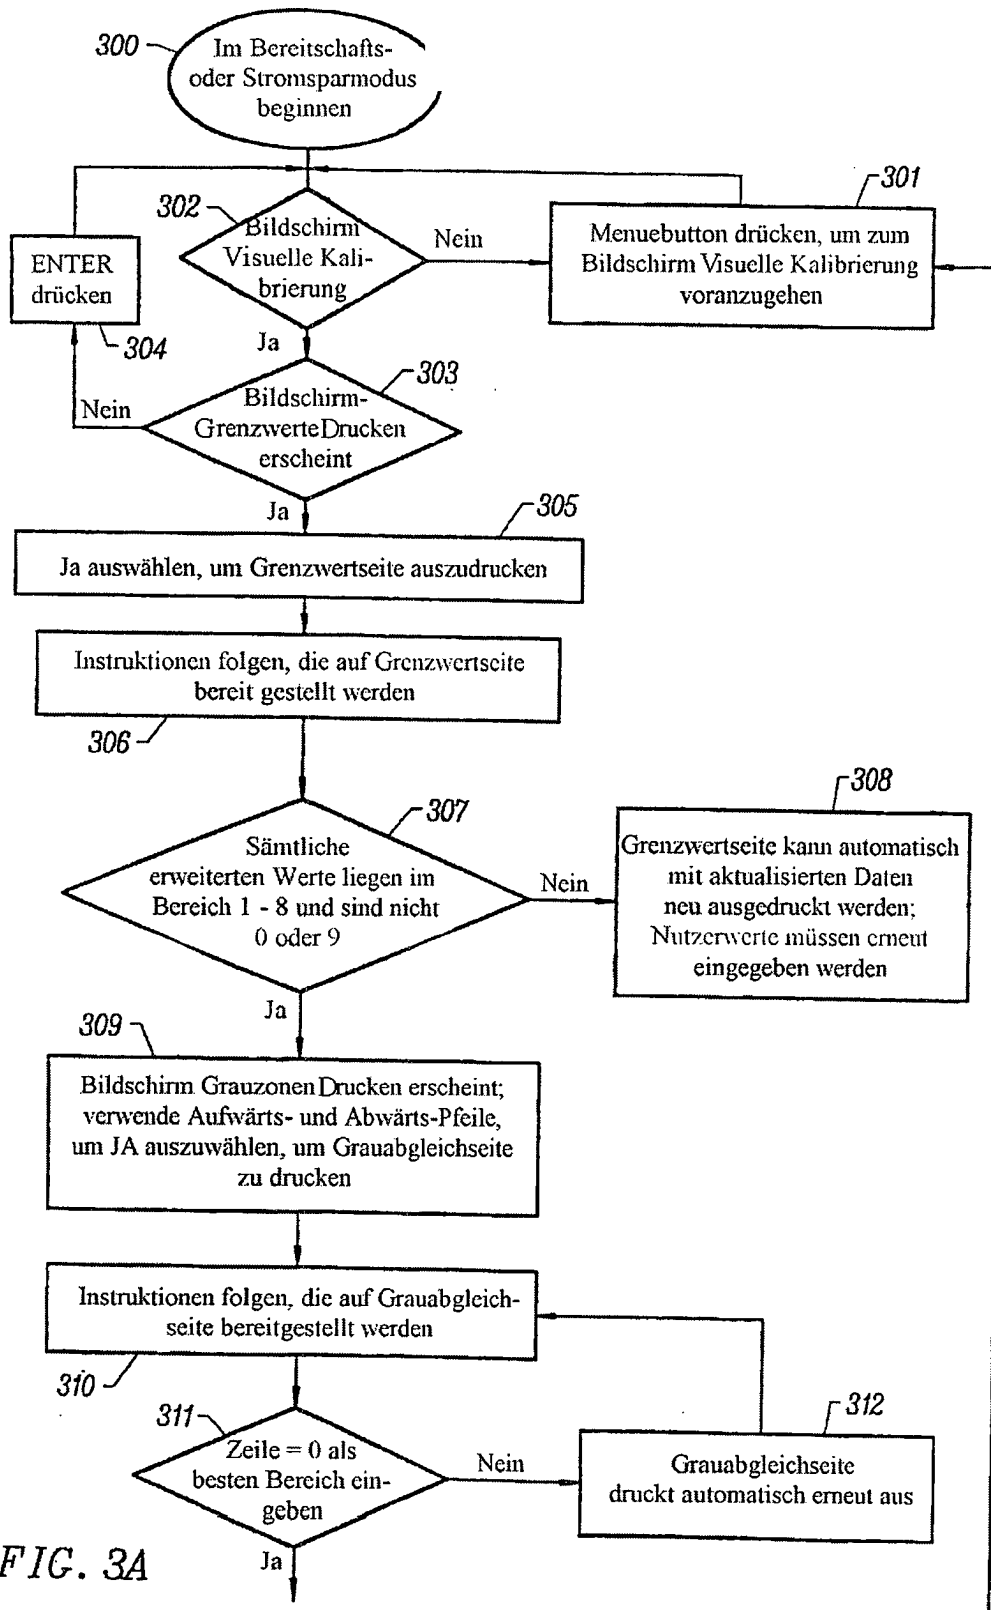 300
Im Bereitschafts-
oder Stromsparmodus
beginnen
301
302
Bildschirm
Visuelle Kali-
brierung
Nein
Menuebutton drücken, um zum
Bildschirm Visuelle Kalibrierung
voranzugehen
ENTER
drücken
304
Ja
303
Nein
Bildschirm-
GrenzwerteDrucken
erscheint
Ja
305
Ja auswählen, um Grenzwertseite auszudrucken
Instruktionen folgen, die auf Grenzwertseite
bereit gestellt werden
306
307
308
Sämtliche
erweiterten Werte liegen im
Bereich 1 - 8 und sind nicht
0 oder 9
Nein
Grenzwertseite kann automatisch
mit aktualisierten Daten
neu ausgedruckt werden;
Nutzerwerte müssen erneut
eingegeben werden
Ja
309
Bildschirm Grauzonen Drucken erscheint;
verwende Aufwärts- und Abwärts-Pfeile,
um JA auszuwählen, um Grauabgleichseite
zu drucken
Instruktionen folgen, die auf Grauabgleich-
seite bereitgestellt werden
310
311
312
Zeile = 0 als
besten Bereich ein-
geben
Nein
Grauabgleichseite
druckt automatisch erneut aus
Ja
FIG. 3A